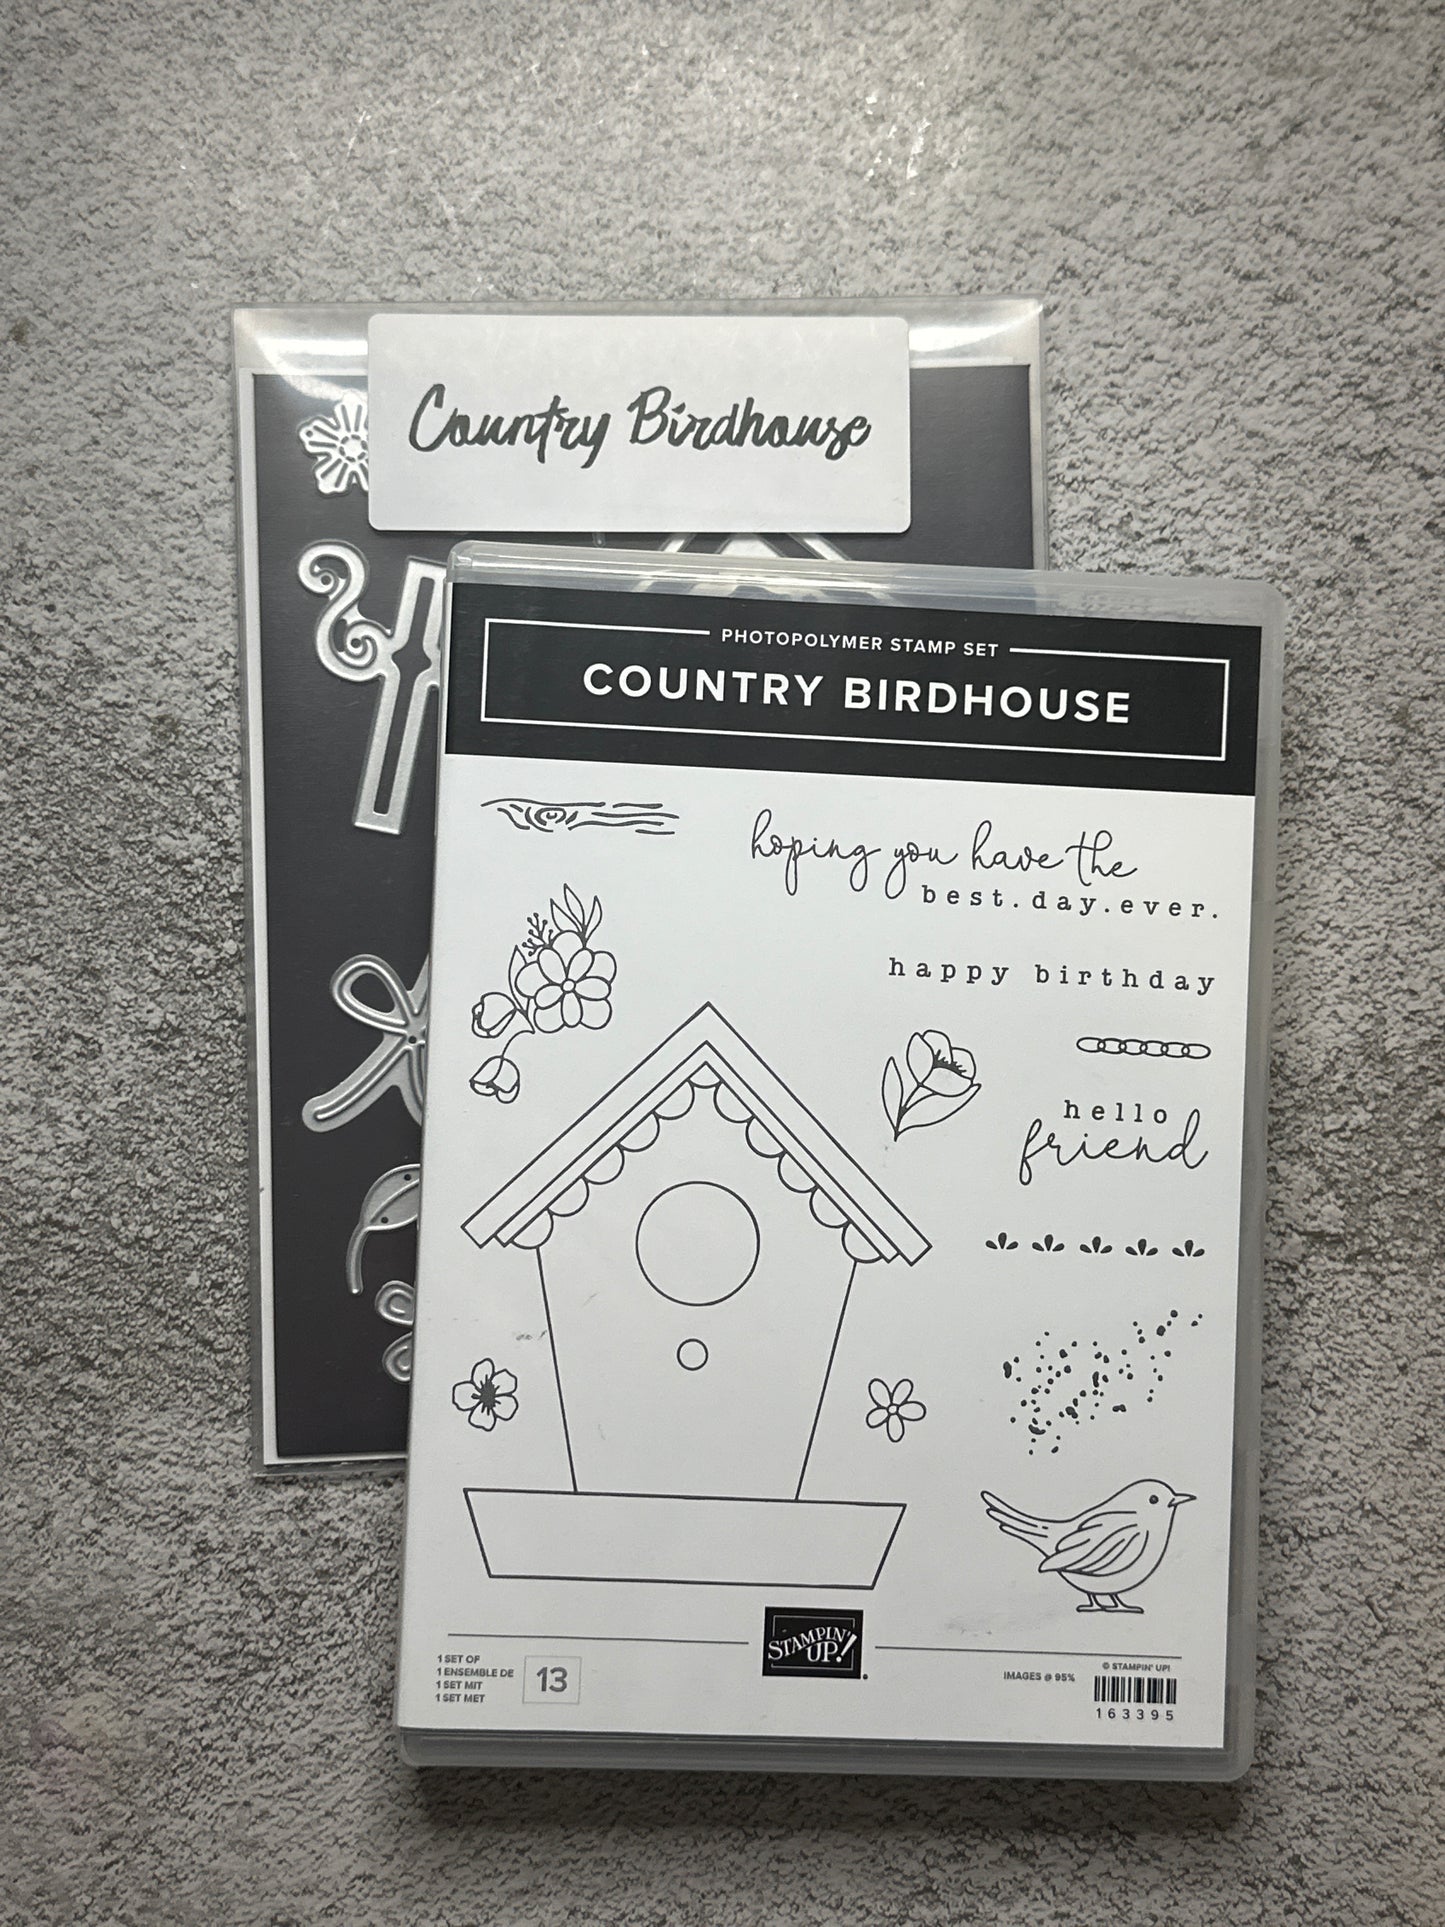 Country Birdhouse
PHOTOPOLYMER STAMP SET
COUNTRY BIRDHOUSE
hoping you have the
best.day.ever.
happy birthday
hello
friend
STAMPIN'
UP!
1 SET OF
1 ENSEMBLE DE
1 SET MIT
1 SET MET
13
IMAGES @ 95%
© STAMPIN' UP!
163395